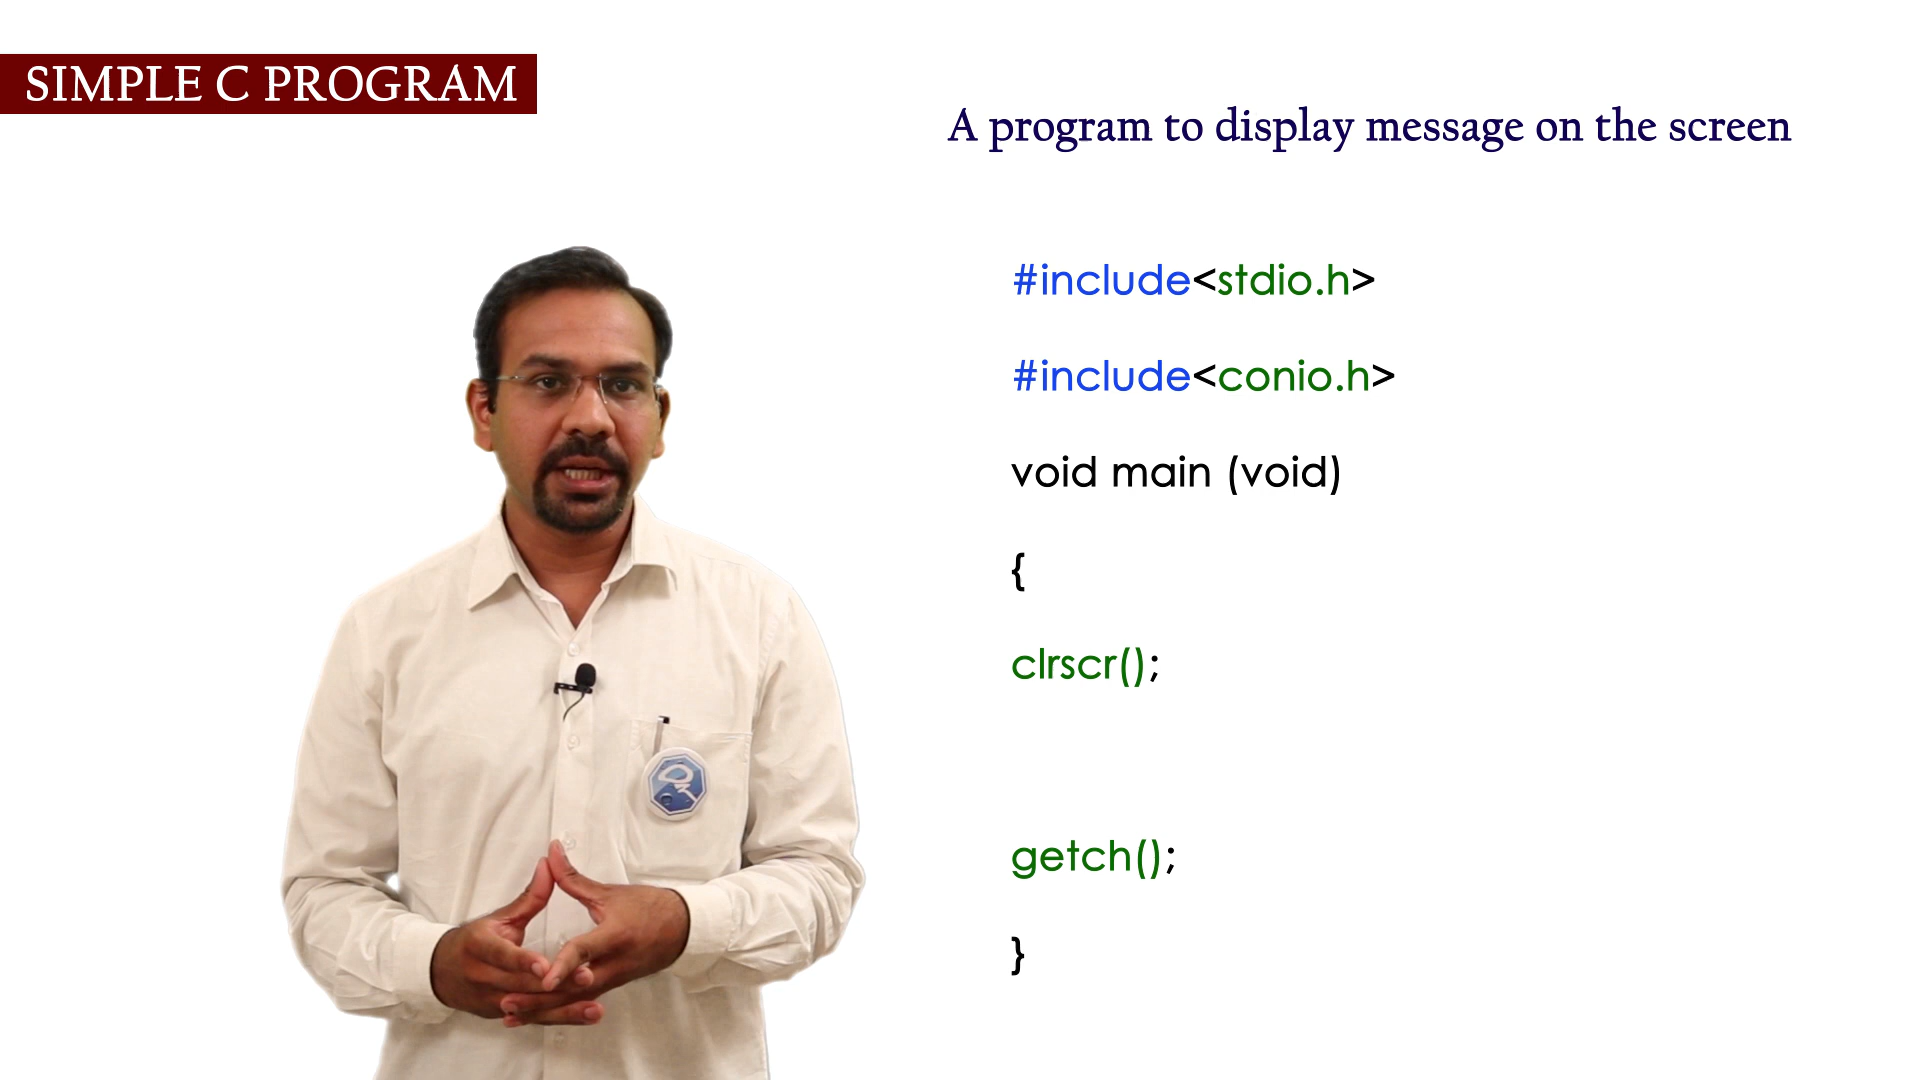 SIMPLE C PROGRAM
A program to display message on the screen
#include<stdio.h>
#include<conio.h>
void main (void)
{
clrscr();
getch();
}